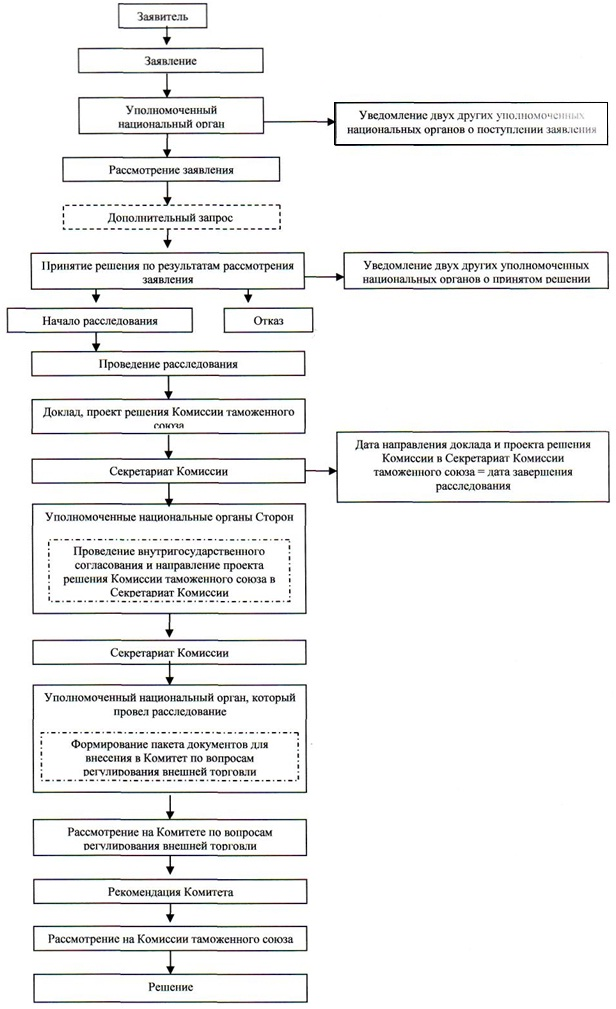 Заявитель
Заявление
Уполномоченный
национальный орган
Уведомление двух других уполномоченных
национальных органов о поступлении заявления
Рассмотрение заявления
Дополнительный запрос
Принятие решения по результатам рассмотрения
заявления
Уведомление двух других уполномоченных
национальных органов о принятом решении
Начало расследования
Отказ
Проведение расследования
Доклад, проект решения Комиссии таможенного
союза
Секретариат Комиссии
Дата направления доклада и проекта решения
Комиссии в Секретариат Комиссии
таможенного союза = дата завершения
расследования
Уполномоченные национальные органы Сторон
Проведение внутригосударственного
согласования и направление проекта
решения Комиссии таможенного союза в
Секретариат Комиссии
Секретариат Комиссии
Уполномоченный национальный орган, который
провел расследование
Формирование пакета документов для
внесения в Комитет по вопросам
регулирования внешней торговли
Рассмотрение на Комитете по вопросам
регулирования внешней торговли
Рекомендация Комитета
Рассмотрение на Комиссии таможенного союза
Решение